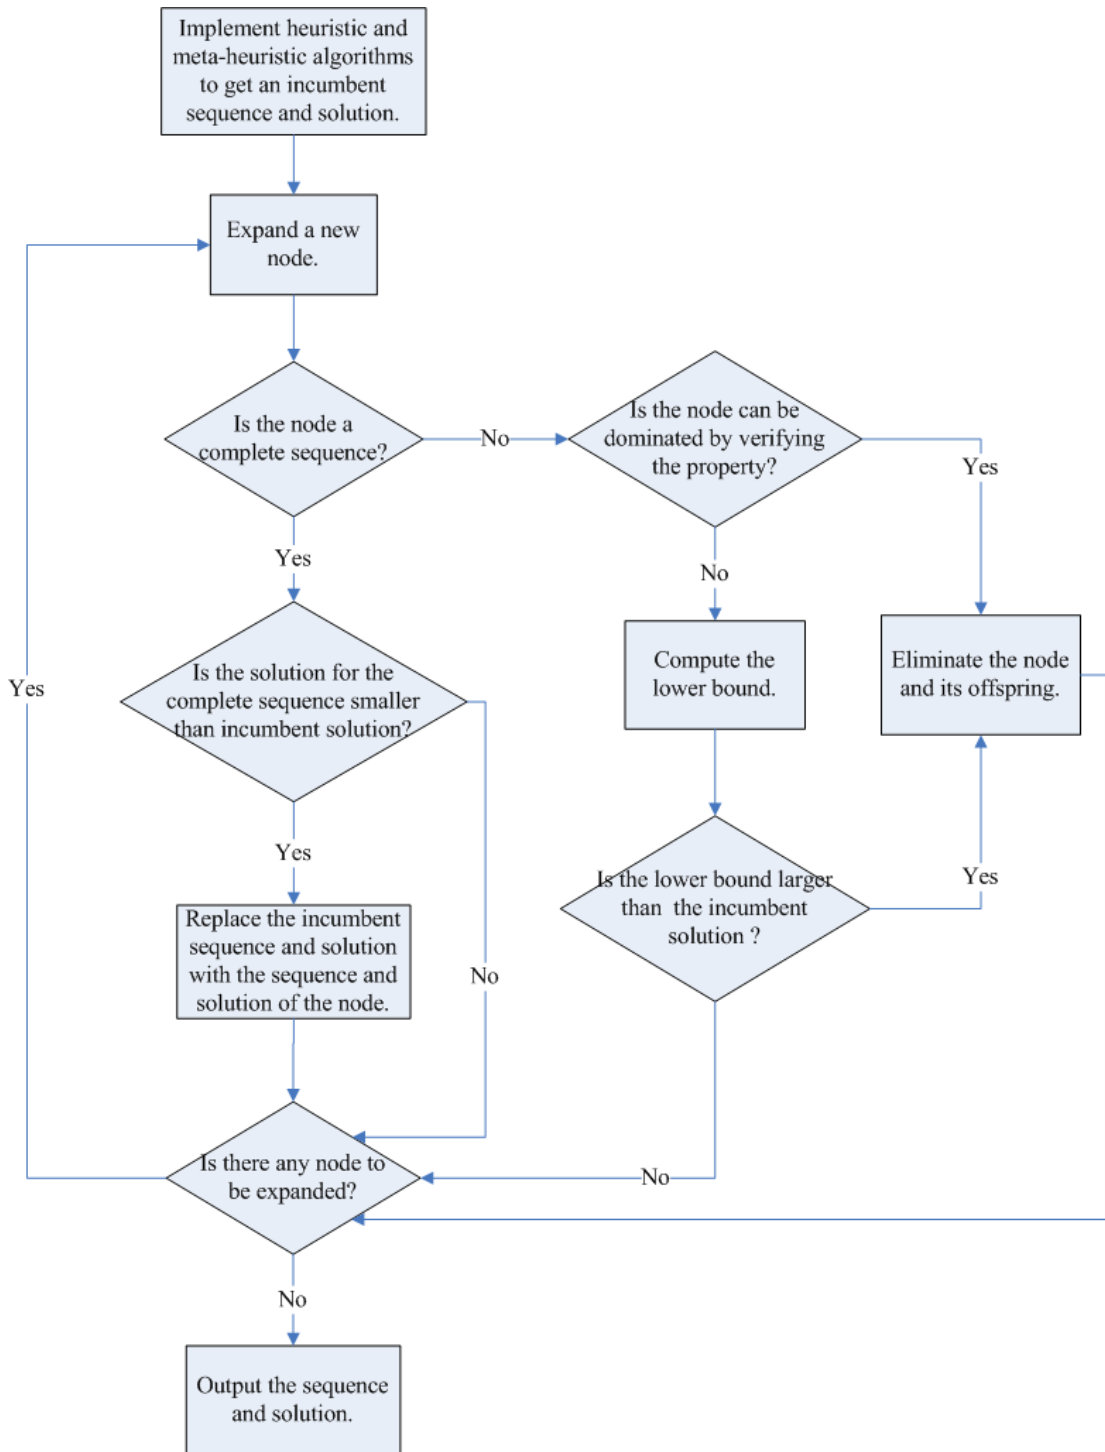 Implement heuristic and
meta-heuristic algorithms
to get an incumbent
sequence and solution.
Expand a new
node.
Is the node a
complete sequence?
No
Is the node can be
dominated by verifying
the property?
Yes
Yes
No
Is the solution for the
complete sequence smaller
than incumbent solution?
Compute the
lower bound.
Eliminate the node
and its offspring.
Yes
Yes
Is the lower bound larger
than  the incumbent
solution ?
Yes
Replace the incumbent
sequence and solution
with the sequence and
solution of the node.
No
Is there any node to
be expanded?
No
No
Output the sequence
and solution.